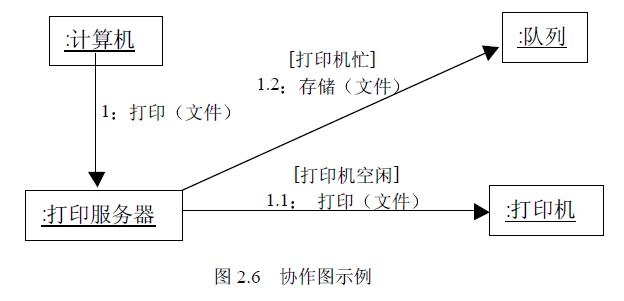 :计算机
:队列
[打印机忙]
1.2：存储（文件）
1：打印（文件）
[打印机空闲]
1.1： 打印（文件）
:打印服务器
:打印机
图 2.6 协作图示例